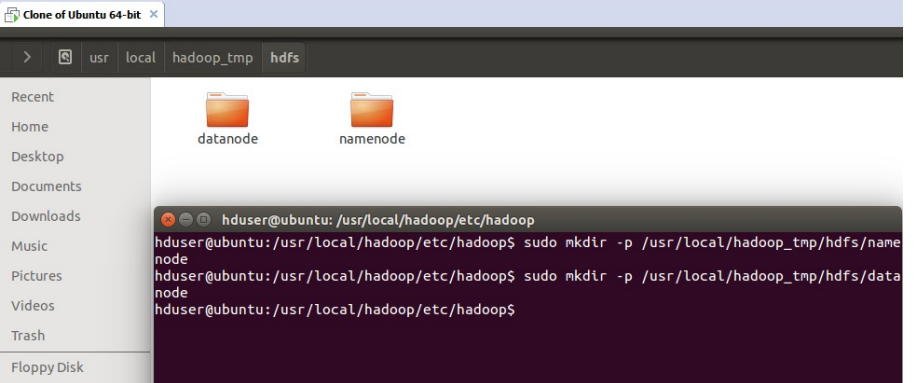 Clone of Ubuntu 64-bit ×
> usr local hadoop_tmp hdfs
Recent
Home
Desktop
Documents
Downloads
Music
Pictures
Videos
Trash
Floppy Disk
datanode namenode
hduser@ubuntu: /usr/local/hadoop/etc/hadoop
hduser@ubuntu:/usr/local/hadoop/etc/hadoop$ sudo mkdir -p /usr/local/hadoop_tmp/hdfs/name
node
hduser@ubuntu:/usr/local/hadoop/etc/hadoop$ sudo mkdir -p /usr/local/hadoop_tmp/hdfs/data
node
hduser@ubuntu:/usr/local/hadoop/etc/hadoop$